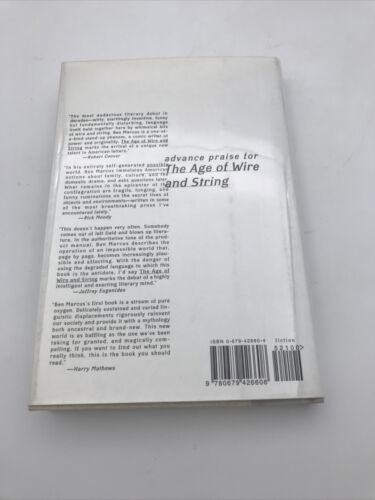 "The most audacious literary debut in
decades—witty, startlingly inventive, funny
but fundamentally disturbing, language
itself held together here by whimsical bits
of wire and string. Ben Marcus is a one-of-
a-kind stand-up phenom, a comic writer of
power and originality. The Age of Wire and
String marks the arrival of a unique new
talent in American letters."
—Robert Coover
"In his entirely self-generated possible
world, Ben Marcus immolates American
notions about family, culture, and the
domestic drama, and asks questions later.
What remains in the epicenter of the
conflagration are fragile, longing, and
funny ruminations on the secret lives of
objects and environments—written in some
of the most breathtaking prose I've
encountered lately."
—Rick Moody
"This doesn't happen very often. Somebody
comes out of left field and blows up litera-
ture. In the authoritative tone of the prod-
uct manual, Ben Marcus describes the
operation of an impossible world that,
page by page, becomes increasingly plau-
sible and affecting. With the danger of
using the degraded language to which this
book is the antidote, I'd say The Age of
Wire and String marks the debut of a highly
intelligent and exerting literary mind."
—Jeffrey Eugenides
"Ben Marcus's first book is a stream of pure
oxygen. Delicately sustained and varied lin-
guistic displacements rigorously reinvent
our society and provide it with a mythology
both ancestral and brand-new. This new
world is as baffling as the one we've been
taking for granted, and magically com-
pelling. If you want to find out what you
really think, this is the book you should
read."
—Harry Mathews
advance praise for
The Age of Wire
and String
ISBN 0-679-42660-4
fiction
52100>
9 780679 426608